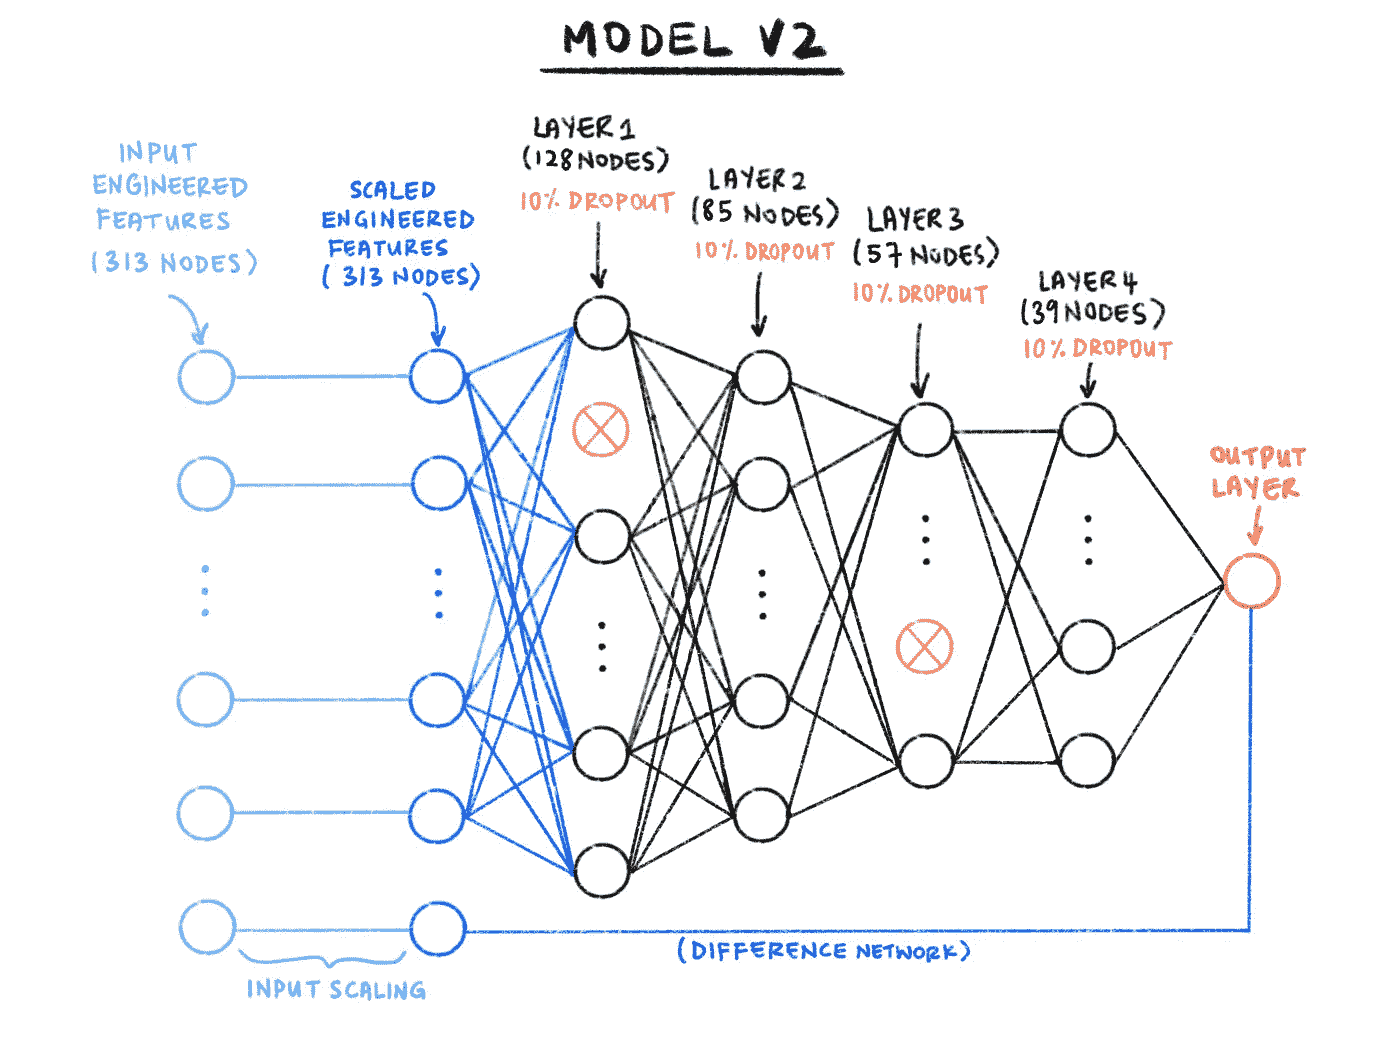 MODEL V2
INPUT
ENGINEERED
FEATURES
(313 NODES)
SCALED
ENGINEERED
FEATURES
(313 NODES)
LAYER 1
(128 NODES)
10% DROPOUT
LAYER 2
(85 NODES)
10% DROPOUT
LAYER 3
(57 NODES)
10% DROPOUT
LAYER 4
(39 NODES)
10% DROPOUT
OUTPUT
LAYER
(DIFFERENCE NETWORK)
INPUT SCALING